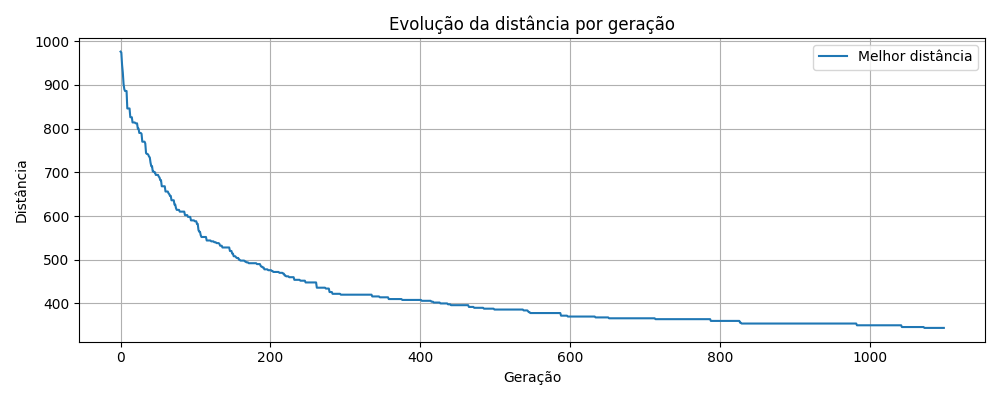 Evolução da distância por geração
Melhor distância
Distância
1000
900
800
700
600
500
400
0 200 400 600 800 1000
Geração